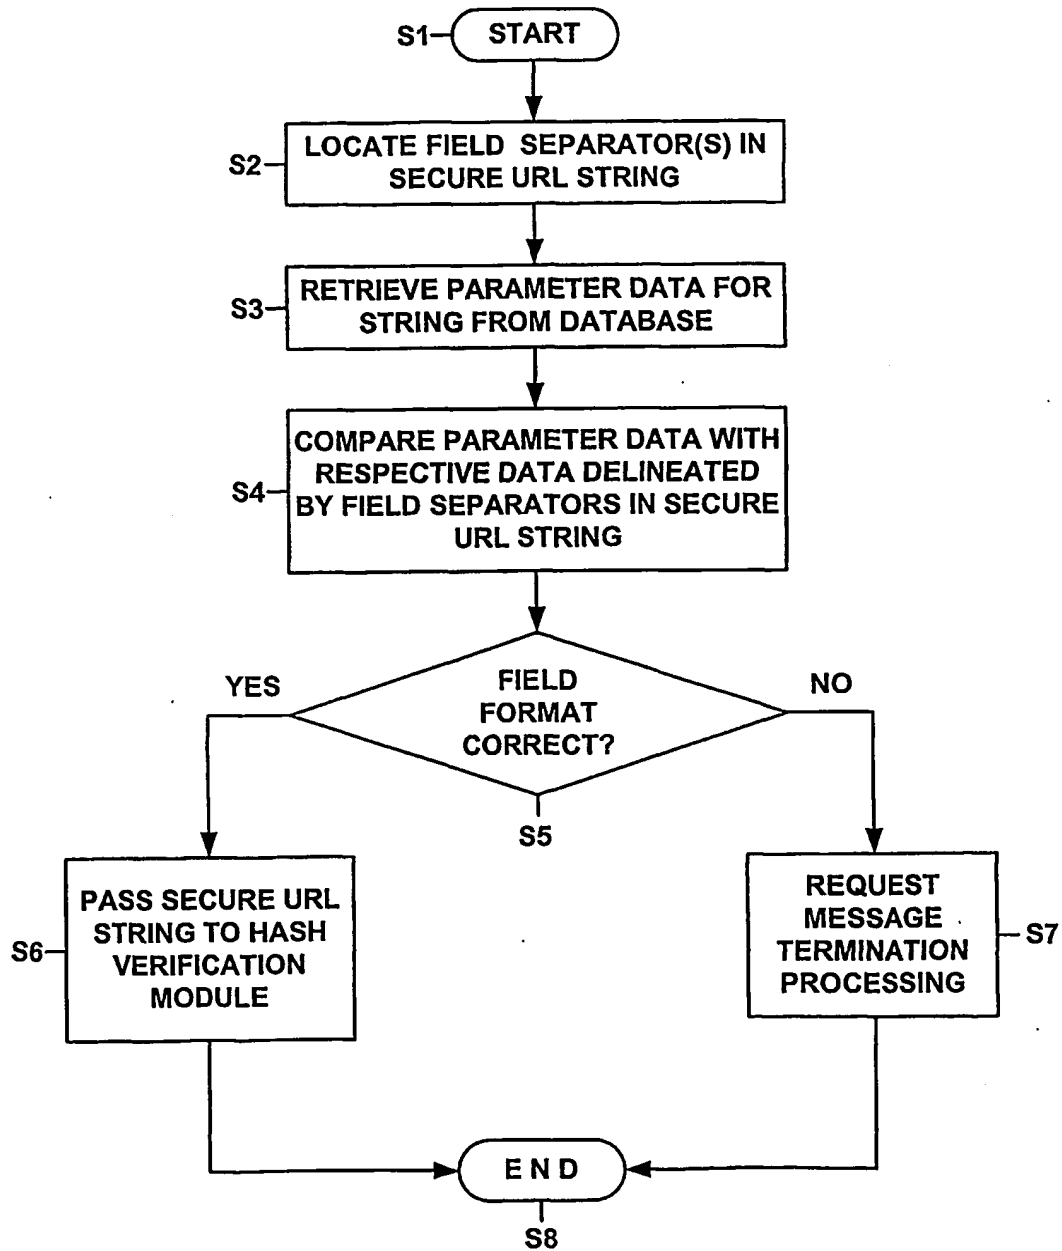 S1
START
S2
LOCATE FIELD SEPARATOR(S) IN
SECURE URL STRING
S3
RETRIEVE PARAMETER DATA FOR
STRING FROM DATABASE
S4
COMPARE PARAMETER DATA WITH
RESPECTIVE DATA DELINEATED
BY FIELD SEPARATORS IN SECURE
URL STRING
YES
FIELD
FORMAT
CORRECT?
NO
S5
S6
PASS SECURE URL
STRING TO HASH
VERIFICATION
MODULE
REQUEST
MESSAGE
TERMINATION
PROCESSING
S7
END
S8